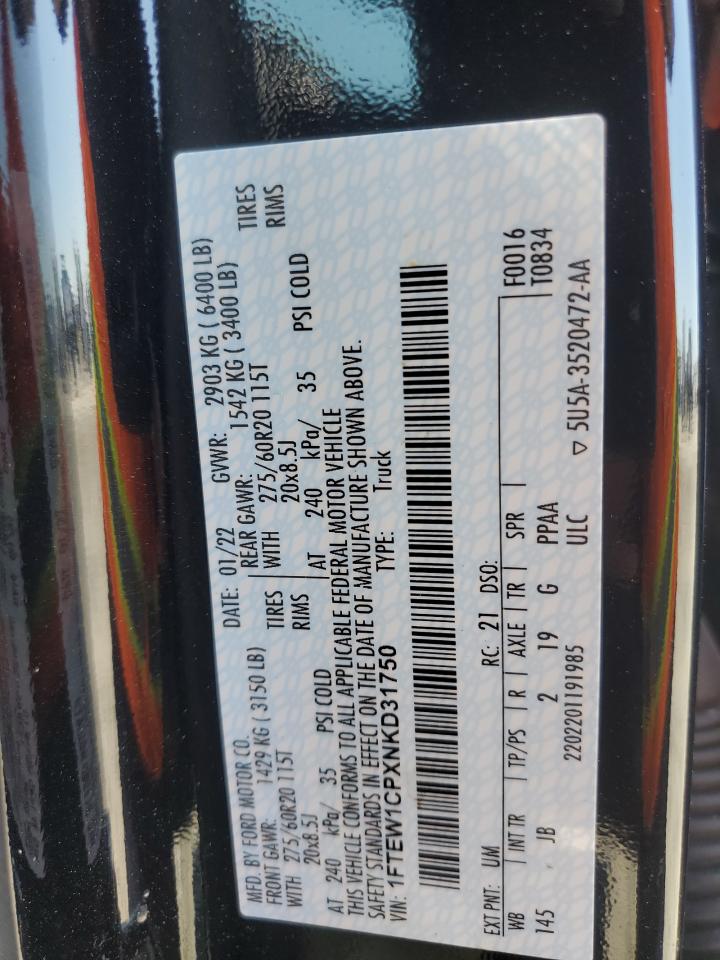 MFD. BY FORD MOTOR CO. DATE: 01/22 GVWR: 2903 KG ( 6400 LB)
FRONT GAWR: 1429 KG ( 3150 LB) REAR GAWR: 1542 KG ( 3400 LB)
WITH 275/60R20 115T TIRES WITH 275/60R20 115T TIRES
20x8.5J RIMS 20x8.5J RIMS
AT 240 kPa/ 35 PSI COLD AT 240 kPa/ 35 PSI COLD
THIS VEHICLE CONFORMS TO ALL APPLICABLE FEDERAL MOTOR VEHICLE
SAFETY STANDARDS IN EFFECT ON THE DATE OF MANUFACTURE SHOWN ABOVE.
VIN: 1FTEW1CPXNKD31750 TYPE: Truck
EXT PNT: UM RC: 21 DSO: F0016
WB INT TR TP/PS R AXLE TR SPR T0834
145 JB 2 19 G PPAA
2202201191985 ULC ▽ 5U5A-3520472-AA